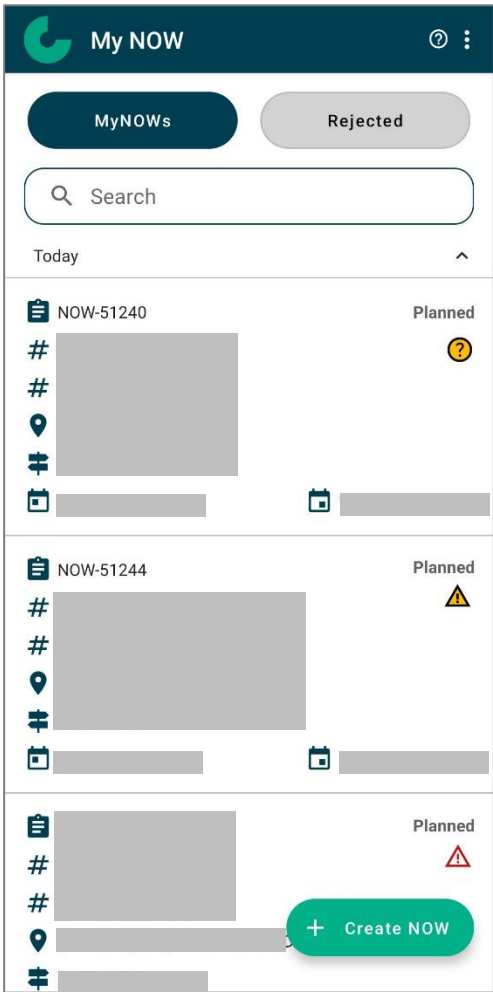 My NOW
MyNOWs Rejected
Search
Today
NOW-51240 Planned
NOW-51244 Planned
Planned
+ Create NOW